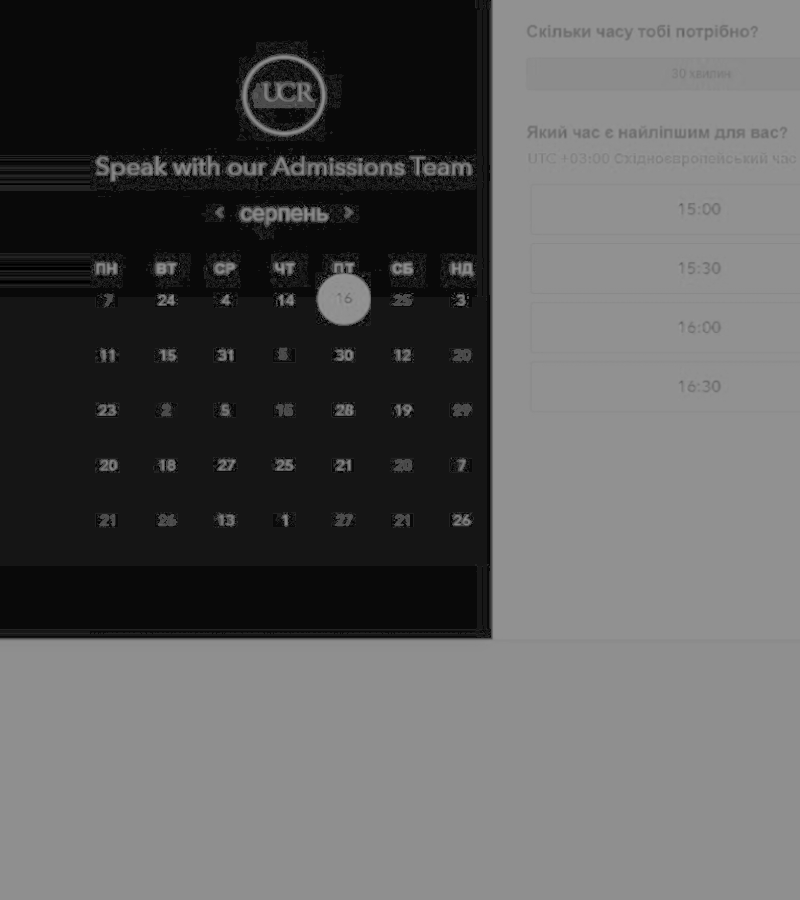 UCR
Speak with our Admissions Team
‹ серпень ›
ПН ВТ СР ЧТ ПТ СБ НД
7 24 4 14 16 25 3
11 15 31 30 12 20
23 2 5 15 28 19 29
20 18 27 25 21 20 7
21 26 13 1 27 21 26
Скільки часу тобі потрібно?
30 хвилин
Який час є найліпшим для вас?
UTC +03:00 Східноєвропейський час
15:00
15:30
16:00
16:30